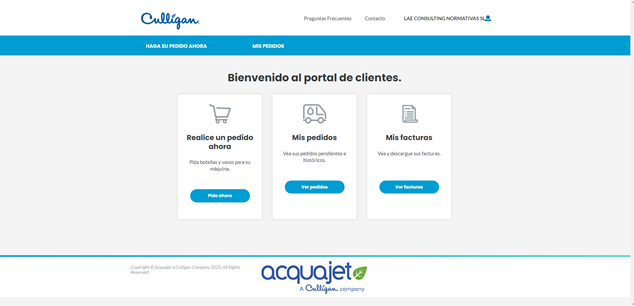 Culligan.
Preguntas Frecuentes
Contacto
LAE CONSULTING NORMATIVAS SL
HAGA SU PEDIDO AHORA
MIS PEDIDOS
Bienvenido al portal de clientes.
Realice un pedido
ahora
Pida botellas y vasos para su
máquina.
Pida ahora
Mis pedidos
Vea sus pedidos pendientes e
históricos.
Ver pedidos
Mis facturas
Vea y descargue sus facturas.
Ver facturas
Copyright © Acquajet a Culligan Company 2023. All Rights
Reserved.
acquajet
A Culligan company